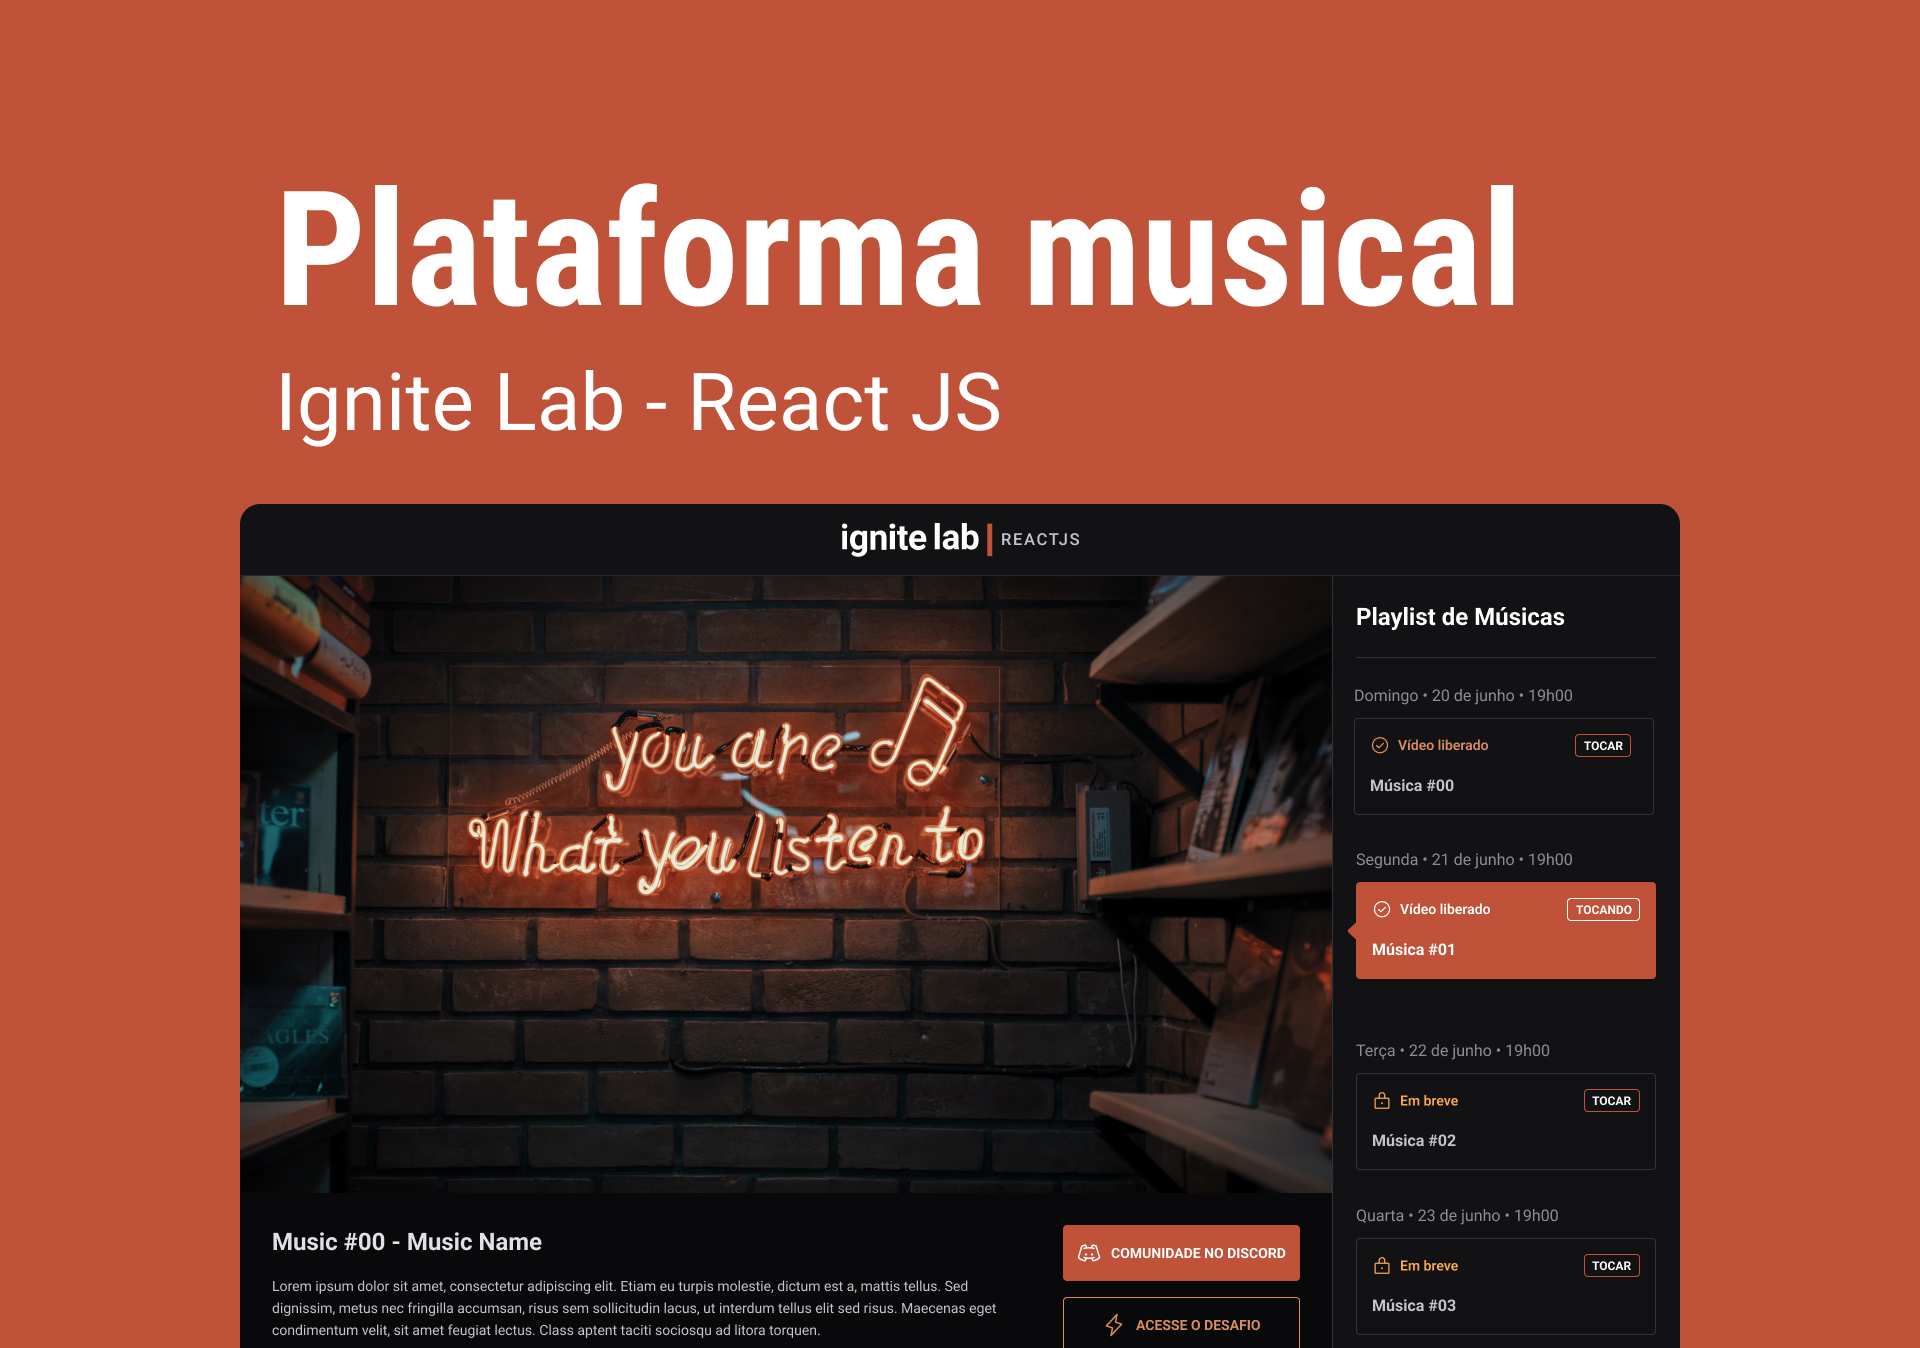 Plataforma musical
Ignite Lab - React JS
ignite lab | REACTJS
you are
What you listen to
ter
AGLES
Music #00 - Music Name
Lorem ipsum dolor sit amet, consectetur adipiscing elit. Etiam eu turpis molestie, dictum est a, mattis tellus. Sed
dignissim, metus nec fringilla accumsan, risus sem sollicitudin lacus, ut interdum tellus elit sed risus. Maecenas eget
condimentum velit, sit amet feugiat lectus. Class aptent taciti sociosqu ad litora torquen.
COMUNIDADE NO DISCORD
ACESSE O DESAFIO
Playlist de Músicas
Domingo • 20 de junho • 19h00
Vídeo liberado TOCAR
Música #00
Segunda • 21 de junho • 19h00
Vídeo liberado TOCANDO
Música #01
Terça • 22 de junho • 19h00
Em breve TOCAR
Música #02
Quarta • 23 de junho • 19h00
Em breve TOCAR
Música #03